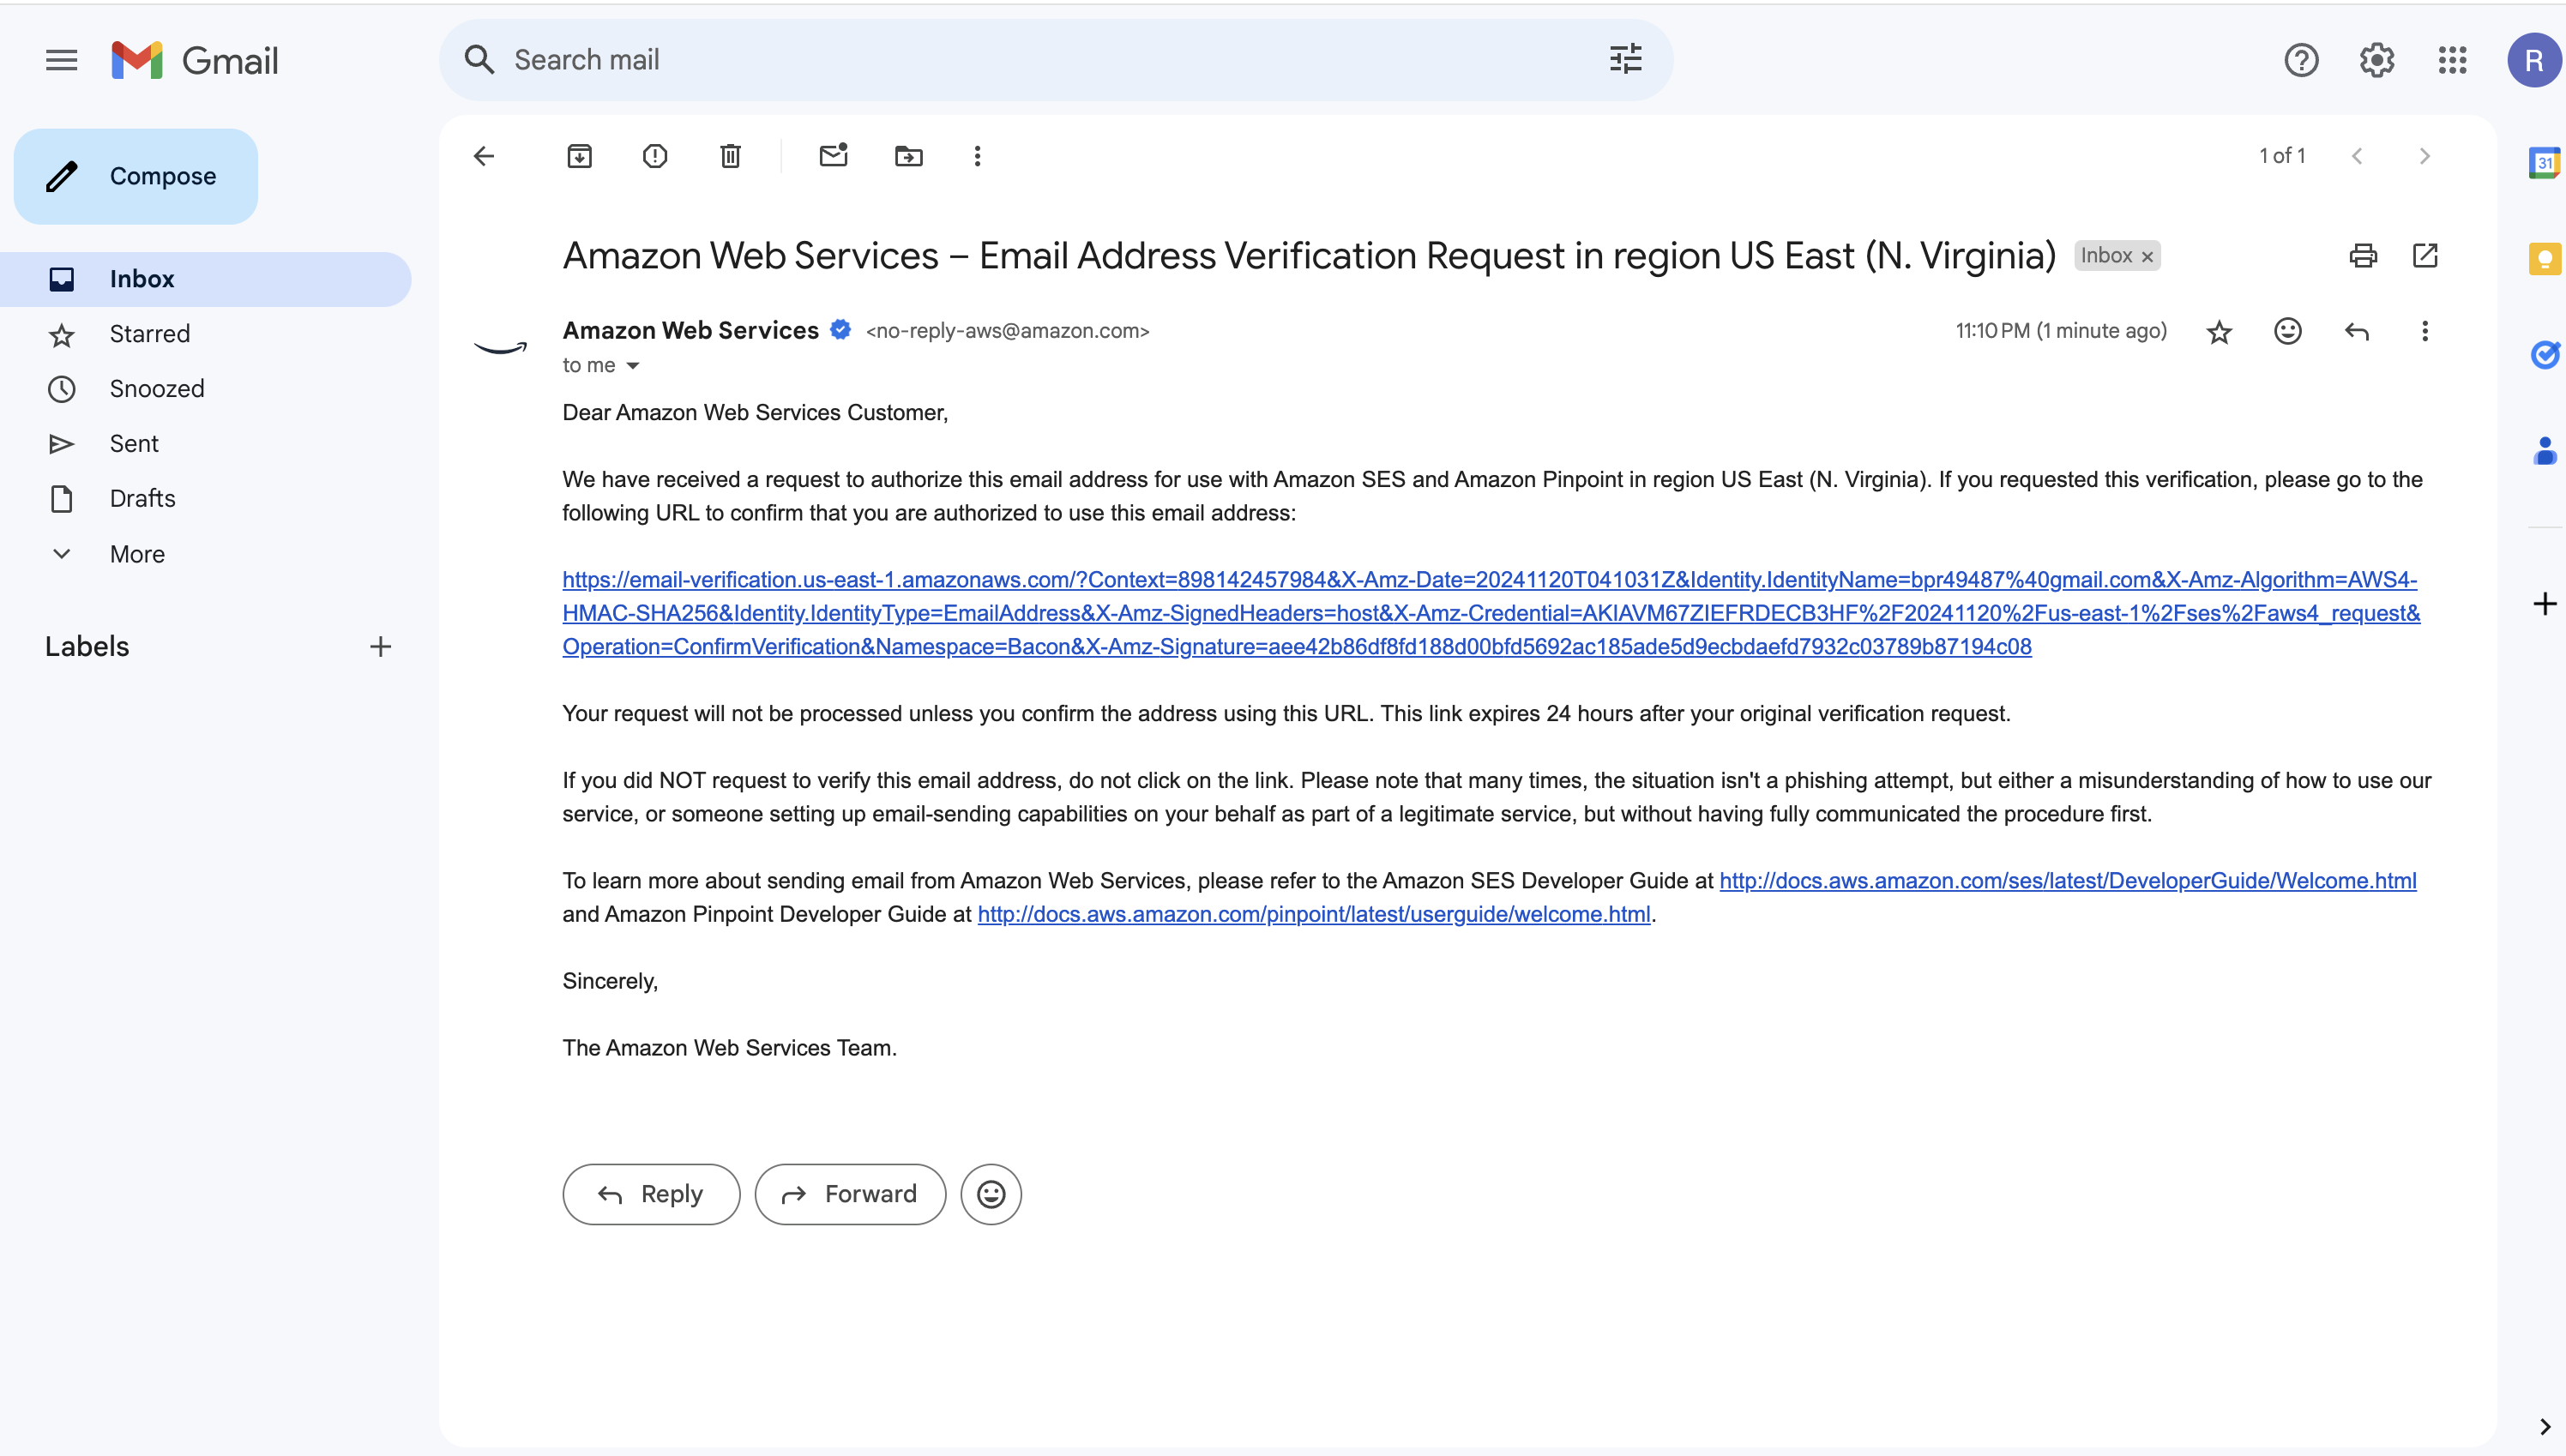 Gmail
Search mail
R
Compose
1 of 1
31
Amazon Web Services – Email Address Verification Request in region US East (N. Virginia) Inbox ×
Inbox
Amazon Web Services <no-reply-aws@amazon.com> 11:10 PM (1 minute ago)
Starred
to me
Snoozed
Dear Amazon Web Services Customer,
Sent
We have received a request to authorize this email address for use with Amazon SES and Amazon Pinpoint in region US East (N. Virginia). If you requested this verification, please go to the
Drafts
following URL to confirm that you are authorized to use this email address:
More
https://email-verification.us-east-1.amazonaws.com/?Context=898142457984&X-Amz-Date=20241120T041031Z&Identity.IdentityName=bpr49487%40gmail.com&X-Amz-Algorithm=AWS4-
HMAC-SHA256&Identity.IdentityType=EmailAddress&X-Amz-SignedHeaders=host&X-Amz-Credential=AKIAVM67ZIEFRDECB3HF%2F20241120%2Fus-east-1%2Fses%2Faws4_request&
Operation=ConfirmVerification&Namespace=Bacon&X-Amz-Signature=aee42b86df8fd188d00bfd5692ac185ade5d9ecbdaefd7932c03789b87194c08
Labels
Your request will not be processed unless you confirm the address using this URL. This link expires 24 hours after your original verification request.
If you did NOT request to verify this email address, do not click on the link. Please note that many times, the situation isn't a phishing attempt, but either a misunderstanding of how to use our
service, or someone setting up email-sending capabilities on your behalf as part of a legitimate service, but without having fully communicated the procedure first.
To learn more about sending email from Amazon Web Services, please refer to the Amazon SES Developer Guide at http://docs.aws.amazon.com/ses/latest/DeveloperGuide/Welcome.html
and Amazon Pinpoint Developer Guide at http://docs.aws.amazon.com/pinpoint/latest/userguide/welcome.html.
Sincerely,
The Amazon Web Services Team.
Reply
Forward